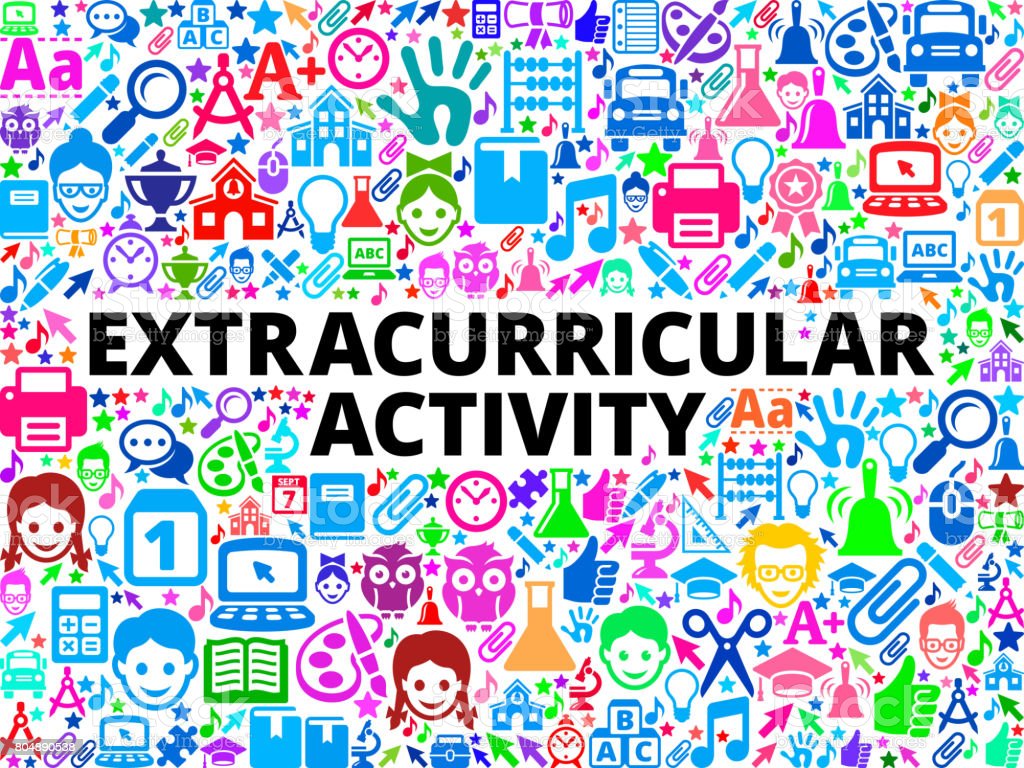 Aa
A+
B
A C
ABC
1
ABC
EXTRACURRICULAR
ACTIVITY
Aa
SEPT
7
1
A+
B
A C
iStock
by Getty Images
804890538